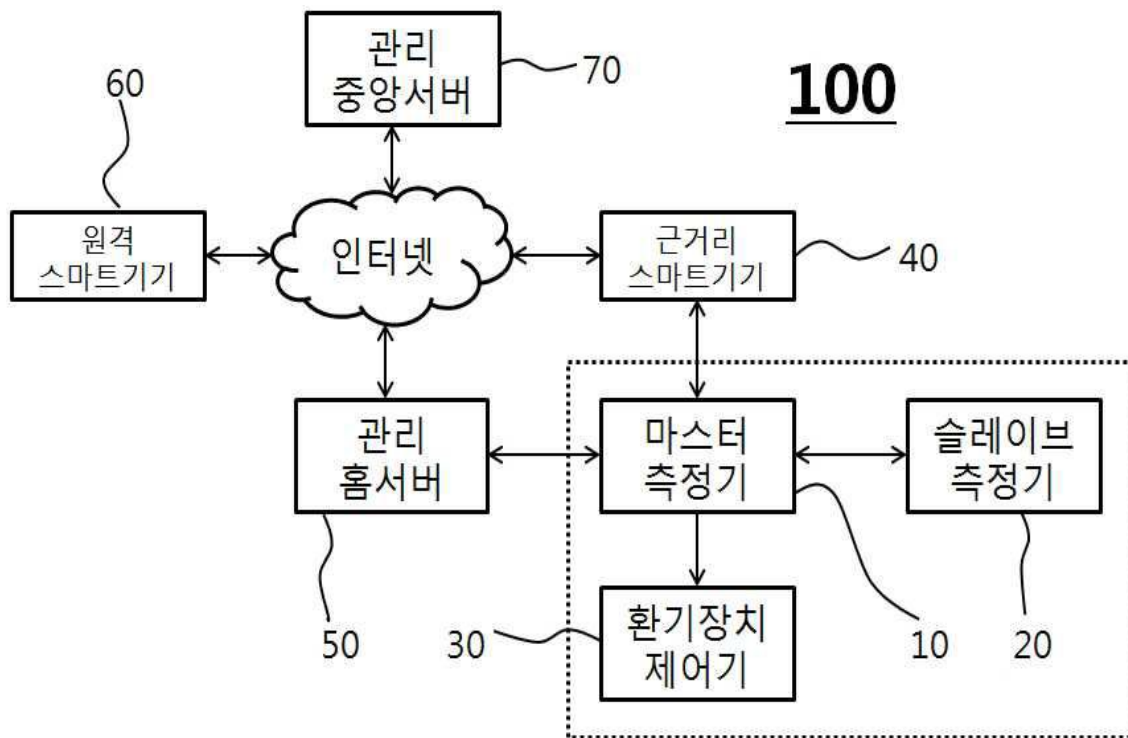 관리
중앙서버
70
100
60
원격
스마트기기
인터넷
근거리
스마트기기
40
관리
홈서버
마스터
측정기
슬레이브
측정기
50
30
환기장치
제어기
10
20